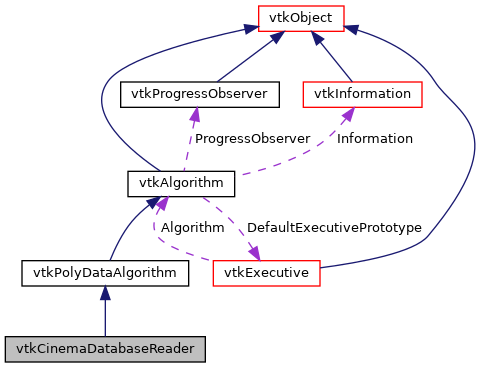 vtkObject
vtkProgressObserver
vtkInformation
ProgressObserver
Information
vtkAlgorithm
Algorithm
DefaultExecutivePrototype
vtkPolyDataAlgorithm
vtkExecutive
vtkCinemaDatabaseReader